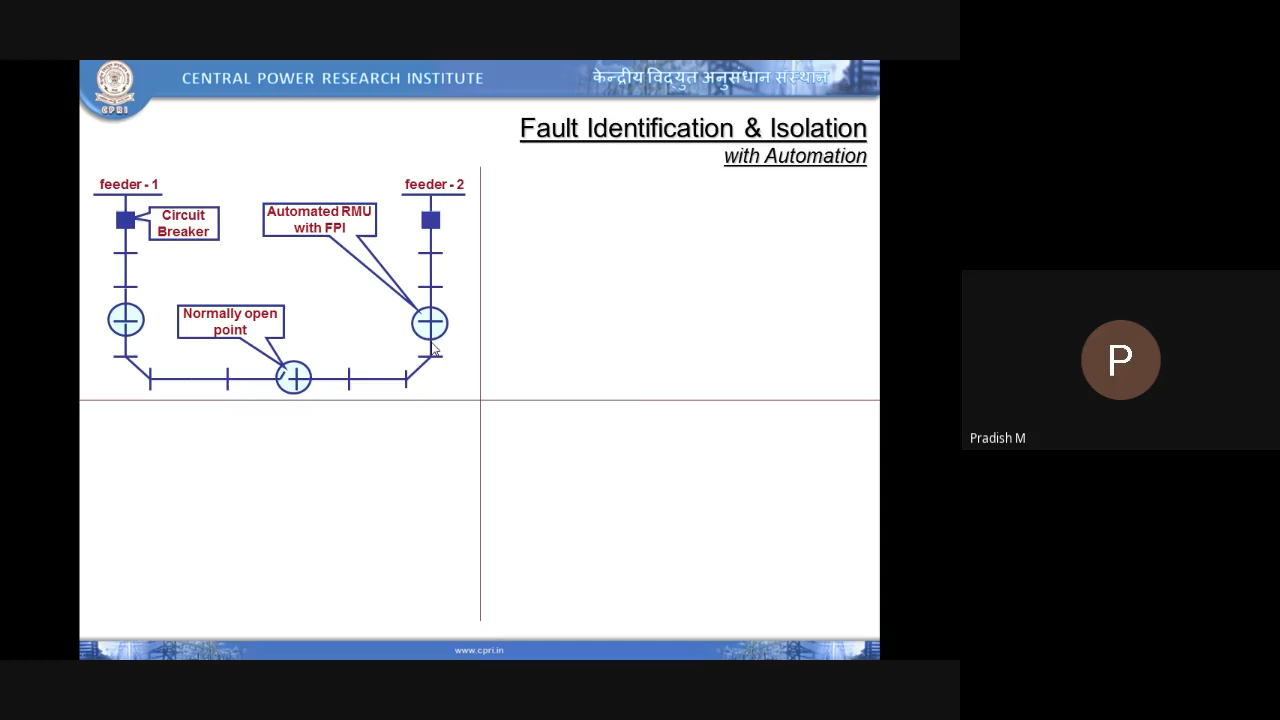 CENTRAL POWER RESEARCH INSTITUTE
केन्द्रीय विद्युत अनुसंधान संस्थान
CPRI
Fault Identification & Isolation
with Automation
feeder - 1
feeder - 2
Circuit
Breaker
Automated RMU
with FPI
Normally open
point
P
Pradish M
www.cpri.in